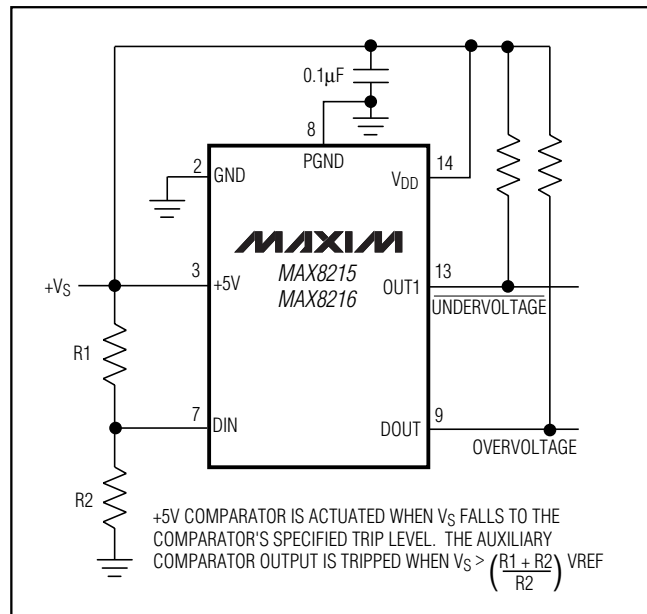 0.1µF
8
PGND
2
GND
14
VDD
MAXIM
MAX8215
MAX8216
+VS
3
+5V
13
OUT1
UNDERVOLTAGE
R1
7
DIN
9
DOUT
OVERVOLTAGE
R2
+5V COMPARATOR IS ACTUATED WHEN VS FALLS TO THE
COMPARATOR'S SPECIFIED TRIP LEVEL. THE AUXILIARY
COMPARATOR OUTPUT IS TRIPPED WHEN VS > (R1 + R2 / R2) VREF